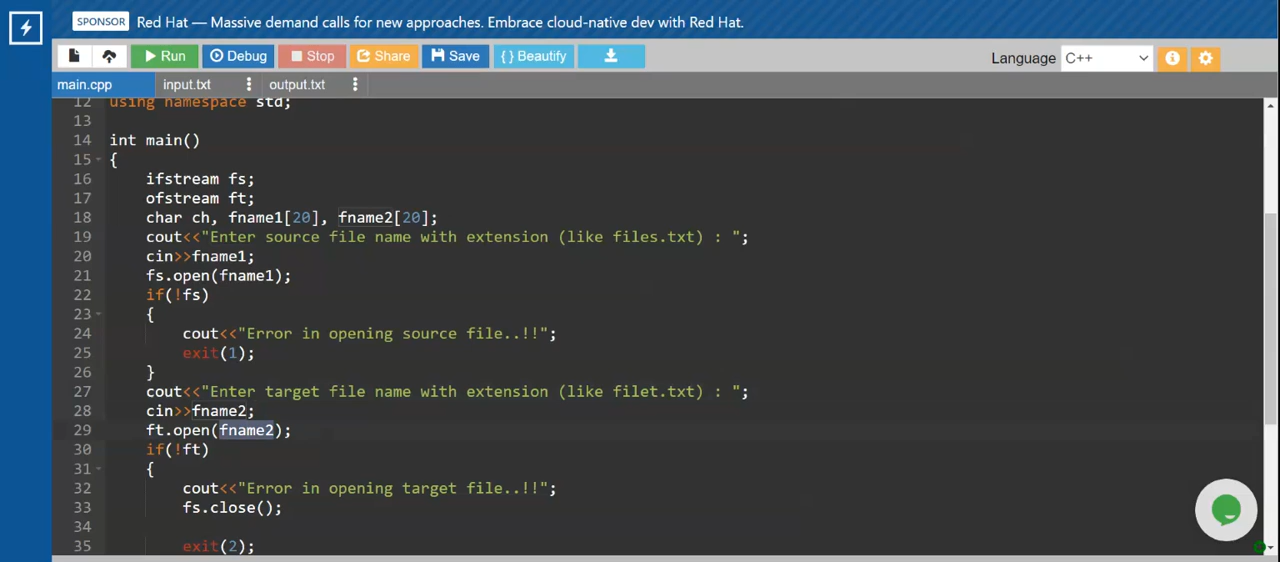 SPONSOR Red Hat — Massive demand calls for new approaches. Embrace cloud-native dev with Red Hat.
Run Debug Stop Share Save { } Beautify Language C++
main.cpp input.txt output.txt
12 using namespace std;
13
14 int main()
15 {
16 ifstream fs;
17 ofstream ft;
18 char ch, fname1[20], fname2[20];
19 cout<<"Enter source file name with extension (like files.txt) : ";
20 cin>>fname1;
21 fs.open(fname1);
22 if(!fs)
23 {
24 cout<<"Error in opening source file..!!";
25 exit(1);
26 }
27 cout<<"Enter target file name with extension (like filet.txt) : ";
28 cin>>fname2;
29 ft.open(fname2);
30 if(!ft)
31 {
32 cout<<"Error in opening target file..!!";
33 fs.close();
34
35 exit(2);